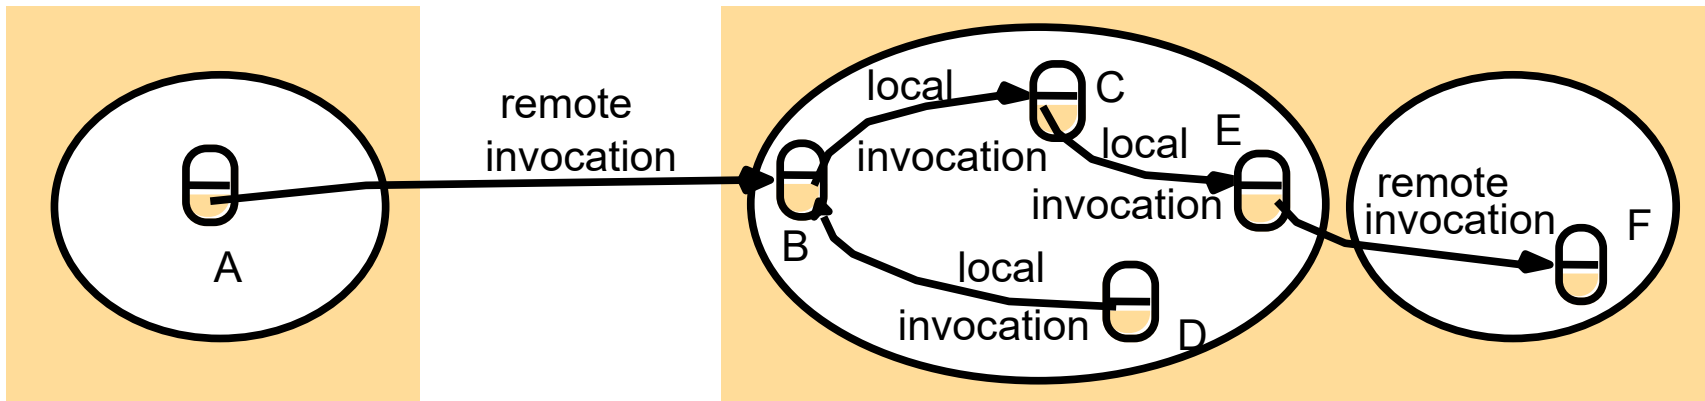 remote
invocation
A
B
local
invocation
C
local
invocation
E
local
invocation
D
remote
invocation
F